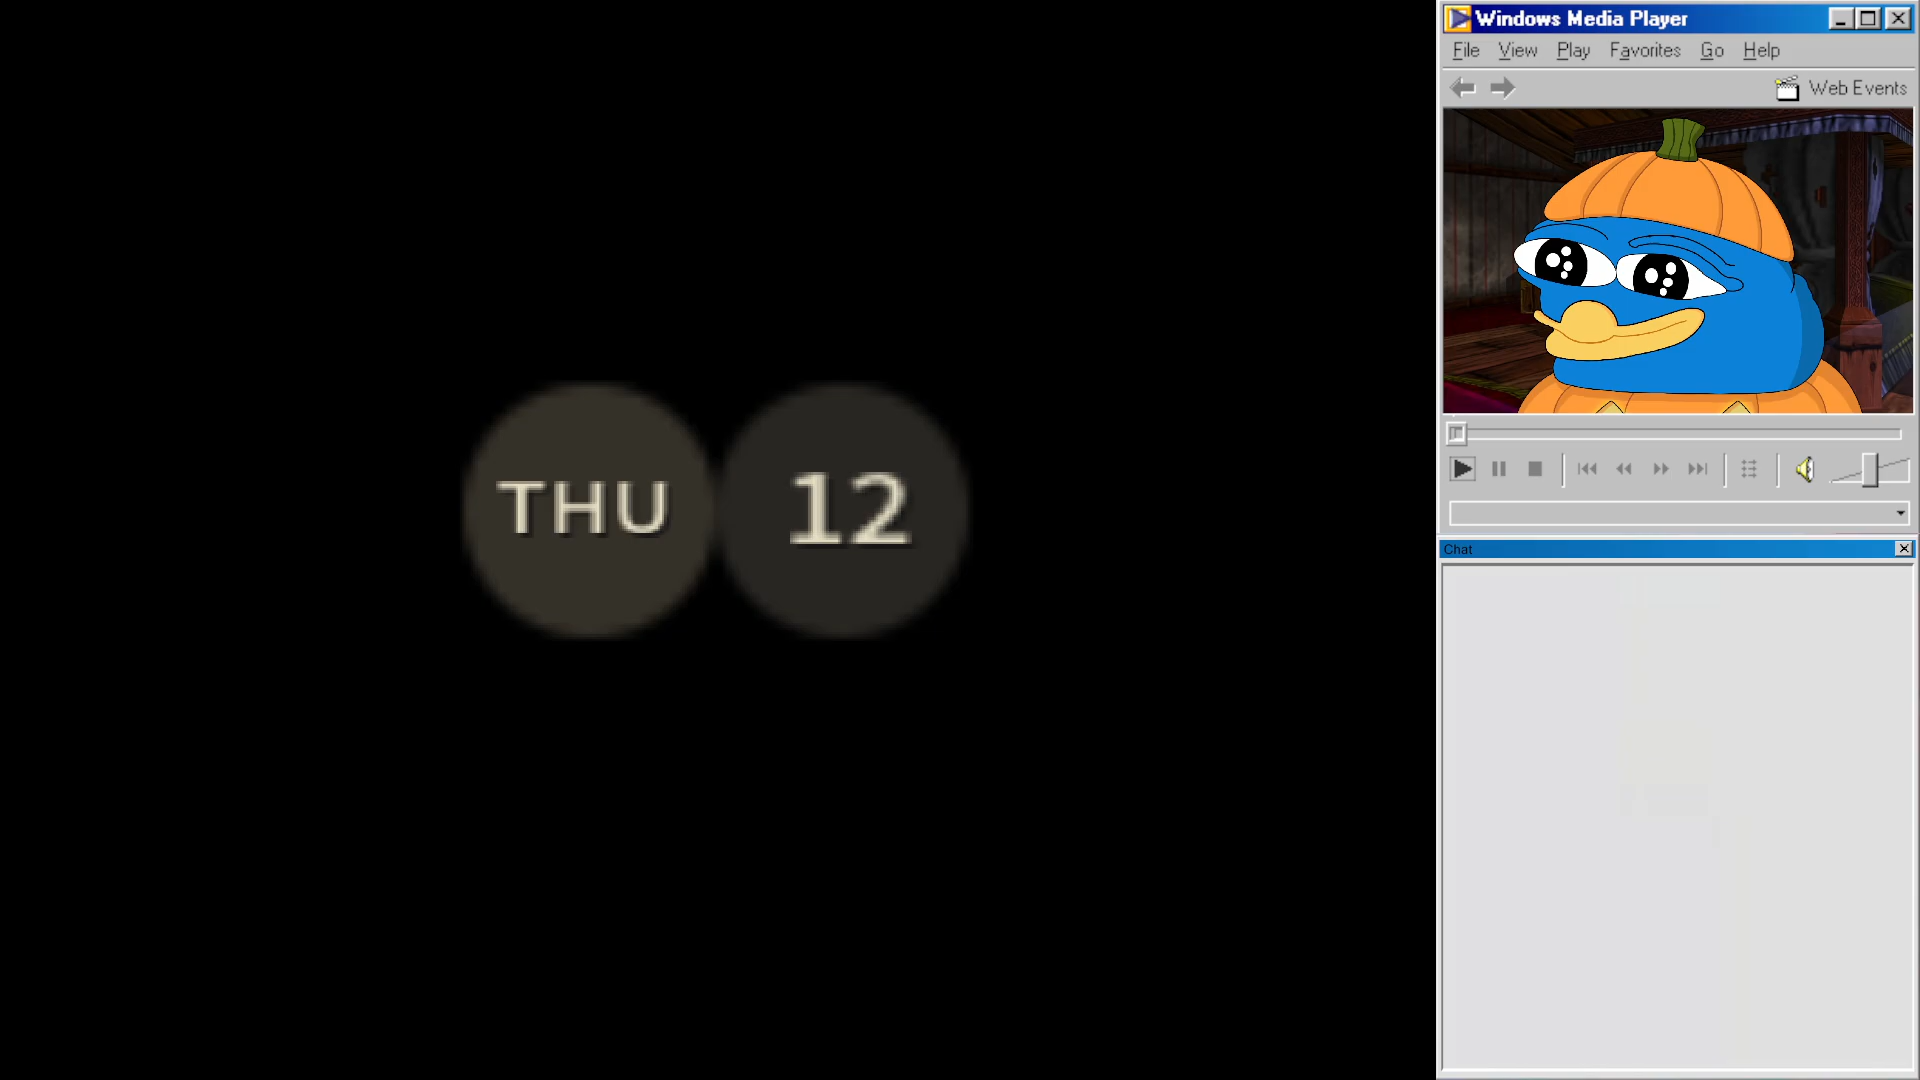 THU 12
Windows Media Player
File View Play Favorites Go Help
Web Events
Chat